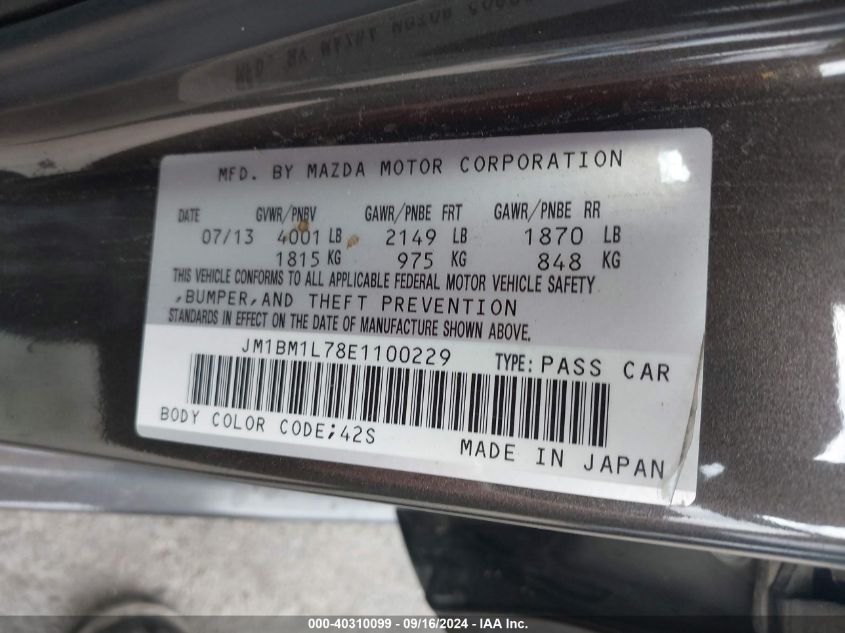 MFD. BY MAZDA MOTOR CORPORATION
DATE GVWR/PNBV GAWR/PNBE FRT GAWR/PNBE RR
07/13 4001 LB 2149 LB 1870 LB
1815 KG 975 KG 848 KG
THIS VEHICLE CONFORMS TO ALL APPLICABLE FEDERAL MOTOR VEHICLE SAFETY
,BUMPER,AND THEFT PREVENTION
STANDARDS IN EFFECT ON THE DATE OF MANUFACTURE SHOWN ABOVE.
JM1BM1L78E1100229 TYPE: PASS CAR
BODY COLOR CODE;42S
MADE IN JAPAN
000-40310099 - 09/16/2024 - IAA Inc.